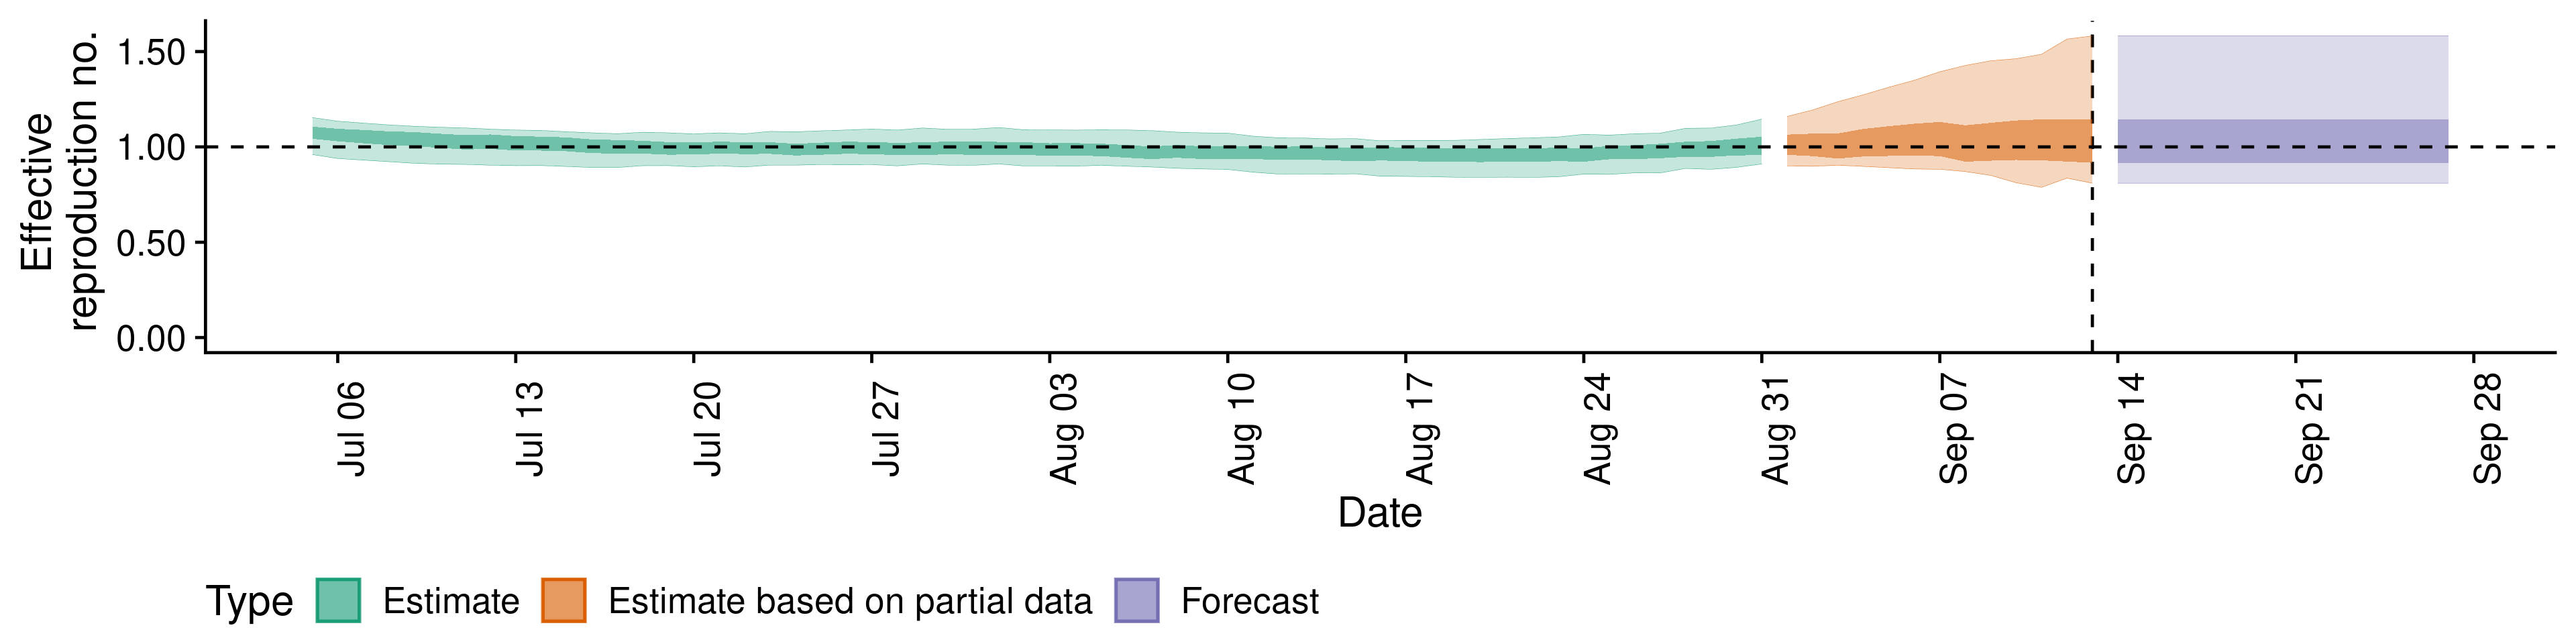 Effective
reproduction no.
1.50
1.00
0.50
0.00
Jul 06
Jul 13
Jul 20
Jul 27
Aug 03
Aug 10
Aug 17
Aug 24
Aug 31
Sep 07
Sep 14
Sep 21
Sep 28
Date
Type Estimate Estimate based on partial data Forecast